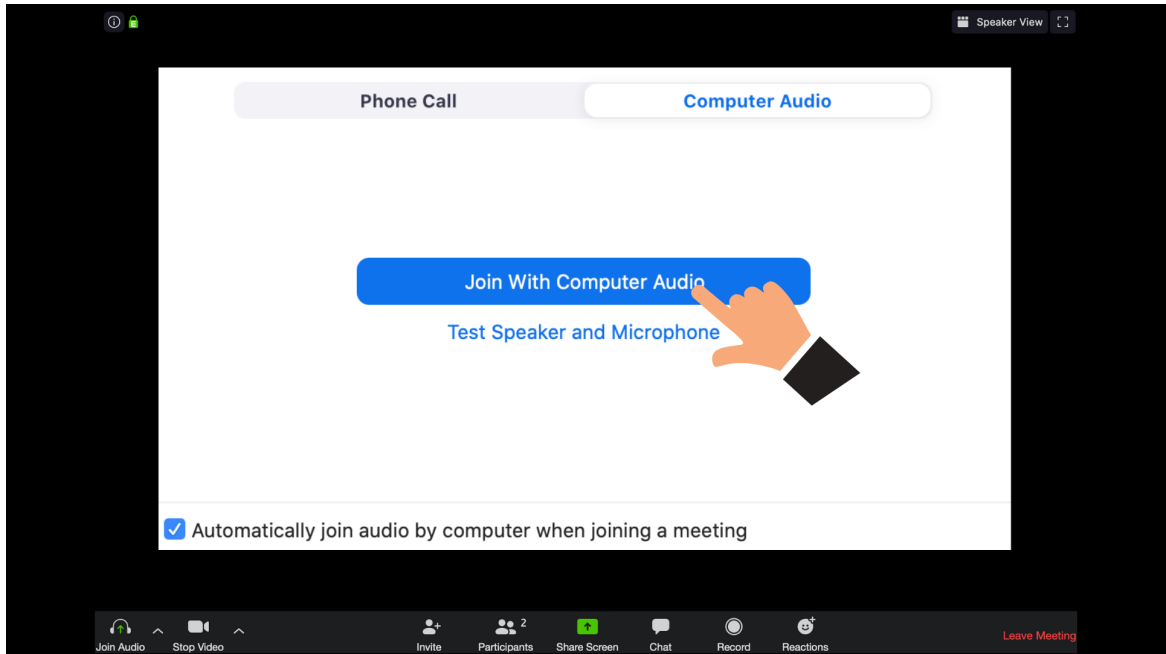 Speaker View
Phone Call Computer Audio
Join With Computer Audio
Test Speaker and Microphone
Automatically join audio by computer when joining a meeting
2
Join Audio Stop Video Invite Participants Share Screen Chat Record Reactions Leave Meeting